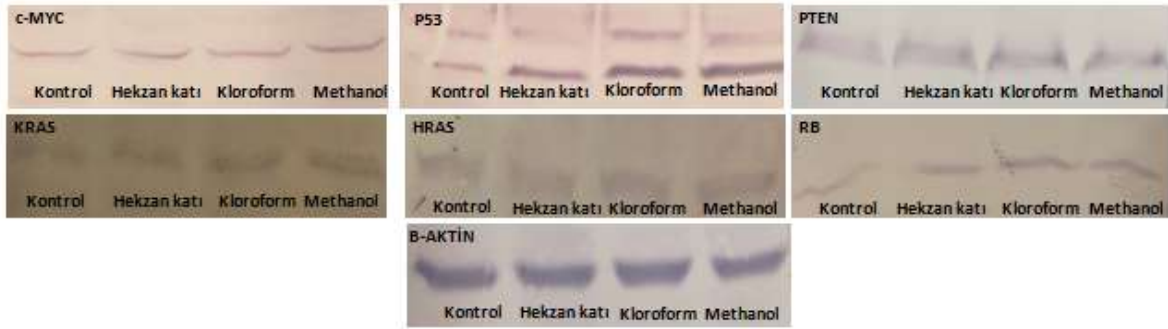 c-MYC
Kontrol Hekzan katı Kloroform Methanol
P53
Kontrol Hekzan katı Kloroform Methanol
PTEN
Kontrol Hekzan katı Kloroform Methanol
KRAS
Kontrol Hekzan katı Kloroform Methanol
HRAS
Kontrol Hekzan katı Kloroform Methanol
RB
Kontrol Hekzan katı Kloroform Methanol
B-AKTİN
Kontrol Hekzan katı Kloroform Methanol